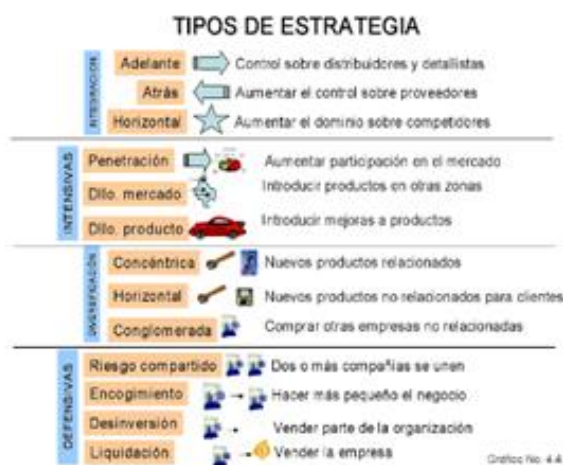 TIPOS DE ESTRATEGIA
INTEGRACIÓN
Adelante Control sobre distribuidores y detallistas
Atrás Aumentar el control sobre proveedores
Horizontal Aumentar el dominio sobre competidores
INTENSIVAS
Penetración Aumentar participación en el mercado
Dllo. mercado Introducir productos en otras zonas
Dllo. producto Introducir mejoras a productos
DIVERSIFICACIÓN
Concéntrica Nuevos productos relacionados
Horizontal Nuevos productos no relacionados para clientes
Conglomerada Comprar otras empresas no relacionadas
DEFENSIVAS
Riesgo compartido Dos o más compañías se unen
Encogimiento Hacer más pequeño el negocio
Desinversión Vender parte de la organización
Liquidación Vender la empresa
Gráfico No. 4.4